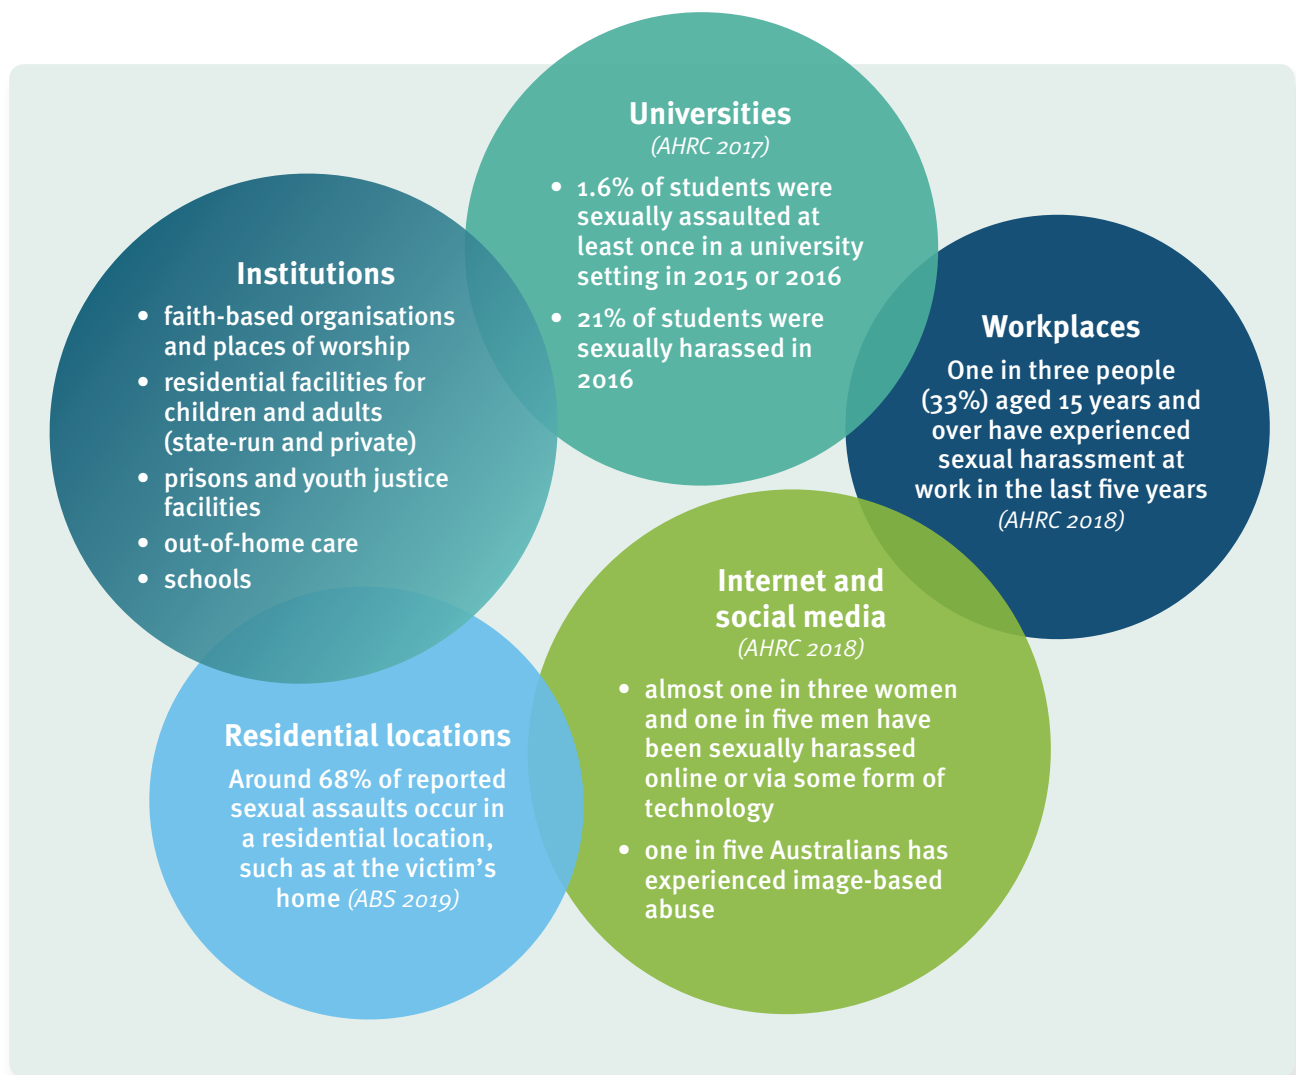 Universities
(AHRC 2017)
• 1.6% of students were
sexually assaulted at
least once in a university
setting in 2015 or 2016
• 21% of students were
sexually harassed in
2016
Institutions
• faith-based organisations
and places of worship
• residential facilities for
children and adults
(state-run and private)
• prisons and youth justice
facilities
• out-of-home care
• schools
Workplaces
One in three people
(33%) aged 15 years and
over have experienced
sexual harassment at
work in the last five years
(AHRC 2018)
Internet and
social media
(AHRC 2018)
• almost one in three women
and one in five men have
been sexually harassed
online or via some form of
technology
• one in five Australians has
experienced image-based
abuse
Residential locations
Around 68% of reported
sexual assaults occur in
a residential location,
such as at the victim’s
home (ABS 2019)